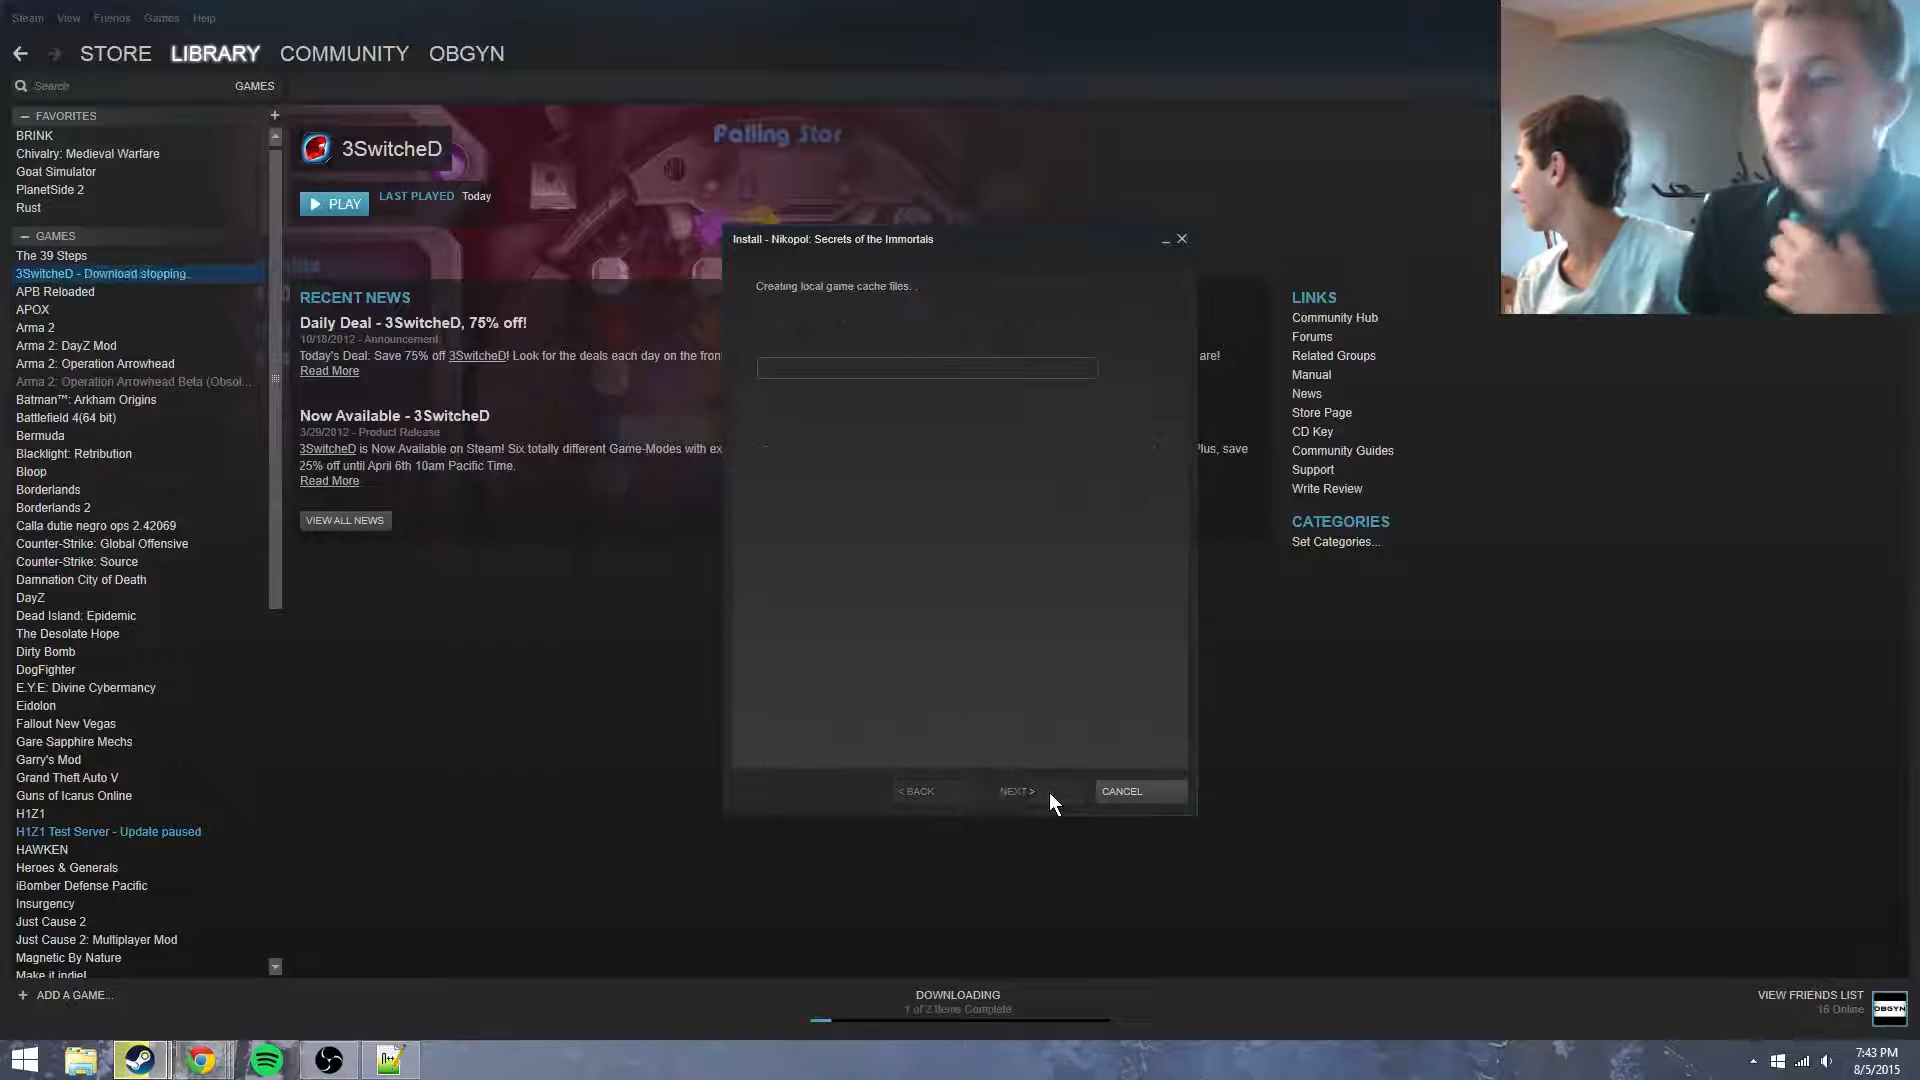 Steam View Friends Games Help
STORE LIBRARY COMMUNITY OBGYN
Search GAMES
FAVORITES
BRINK
Chivalry: Medieval Warfare
Goat Simulator
PlanetSide 2
Rust
GAMES
The 39 Steps
3SwitcheD - Download stopping..
APB Reloaded
APOX
Arma 2
Arma 2: DayZ Mod
Arma 2: Operation Arrowhead
Arma 2: Operation Arrowhead Beta (Obsol...
Batman™: Arkham Origins
Battlefield 4(64 bit)
Bermuda
Blacklight: Retribution
Bloop
Borderlands
Borderlands 2
Calla dutie negro ops 2.42069
Counter-Strike: Global Offensive
Counter-Strike: Source
Damnation City of Death
DayZ
Dead Island: Epidemic
The Desolate Hope
Dirty Bomb
DogFighter
E.Y.E: Divine Cybermancy
Eidolon
Fallout New Vegas
Gare Sapphire Mechs
Garry's Mod
Grand Theft Auto V
Guns of Icarus Online
H1Z1
H1Z1 Test Server - Update paused
HAWKEN
Heroes & Generals
iBomber Defense Pacific
Insurgency
Just Cause 2
Just Cause 2: Multiplayer Mod
Magnetic By Nature
Make it indie!
+ ADD A GAME...
Falling Star
3SwitcheD
PLAY LAST PLAYED Today
RECENT NEWS
Daily Deal - 3SwitcheD, 75% off!
10/18/2012 - Announcement
Today's Deal: Save 75% off 3SwitcheD! Look for the deals each day on the fron are!
Read More
Now Available - 3SwitcheD
3/29/2012 - Product Release
3SwitcheD is Now Available on Steam! Six totally different Game-Modes with ex Plus, save
25% off until April 6th 10am Pacific Time.
Read More
VIEW ALL NEWS
Install - Nikopol: Secrets of the Immortals
Creating local game cache files. .
< BACK NEXT > CANCEL
LINKS
Community Hub
Forums
Related Groups
Manual
News
Store Page
CD Key
Community Guides
Support
Write Review
CATEGORIES
Set Categories...
DOWNLOADING
1 of 2 Items Complete
VIEW FRIENDS LIST
16 Online
OBGYN
7:43 PM
8/5/2015